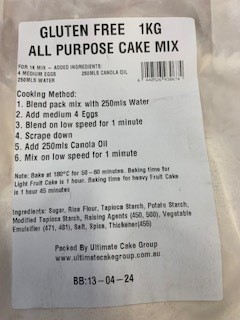 GLUTEN FREE 1KG
ALL PURPOSE CAKE MIX
FOR 1K MIX - ADDED INGREDIENTS:
4 MEDIUM EGGS 250MLS CANOLA OIL
250MLS WATER
Cooking Method:
1. Blend pack mix with 250mls Water
2. Add medium 4 Eggs
3. Blend on low speed for 1 minute
4. Scrape down
5. Add 250mls Canola Oil
6. Mix on low speed for 1 minute
Note: Bake at 180°C for 50-60 minutes. Baking time for
Light Fruit Cake is 1 hour. Baking time for heavy Fruit Cake
is 1 hour 45 minutes
Ingredients: Sugar, Rice Flour, Tapioca Starch, Potato Starch,
Modified Tapioca Starch, Raising Agents (450, 500), Vegetable
Emulsifier (471, 481), Salt, Spice, Thickener(466)
Packed By Ultimate Cake Group
www.ultimatecakegroup.com.au
BB:13-04-24